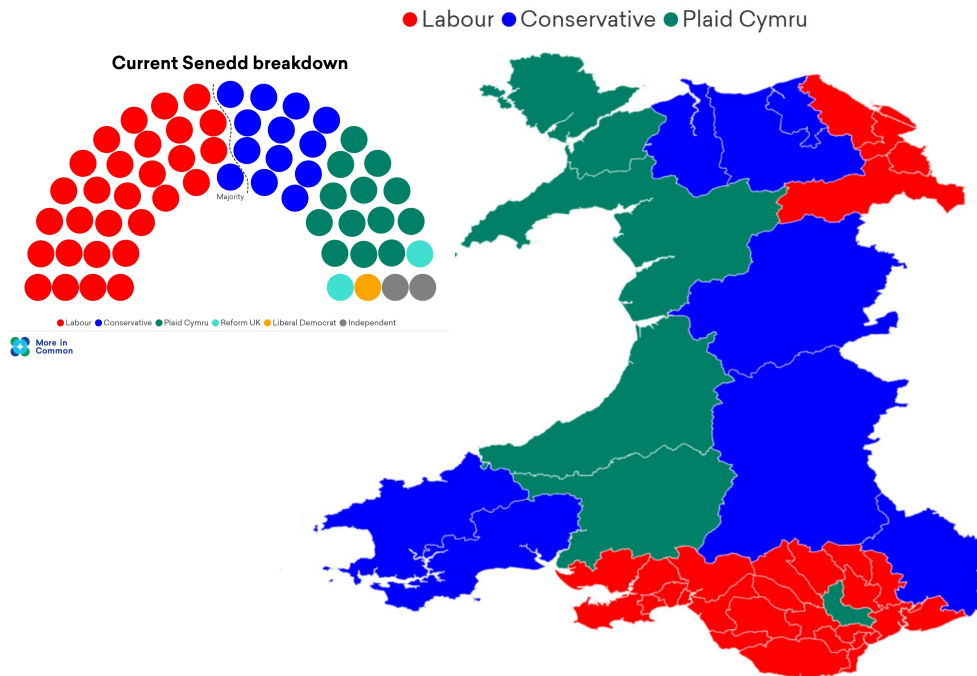 Labour Conservative Plaid Cymru
Current Senedd breakdown
Majority
Labour Conservative Plaid Cymru Reform UK Liberal Democrat Independent
More in
Common